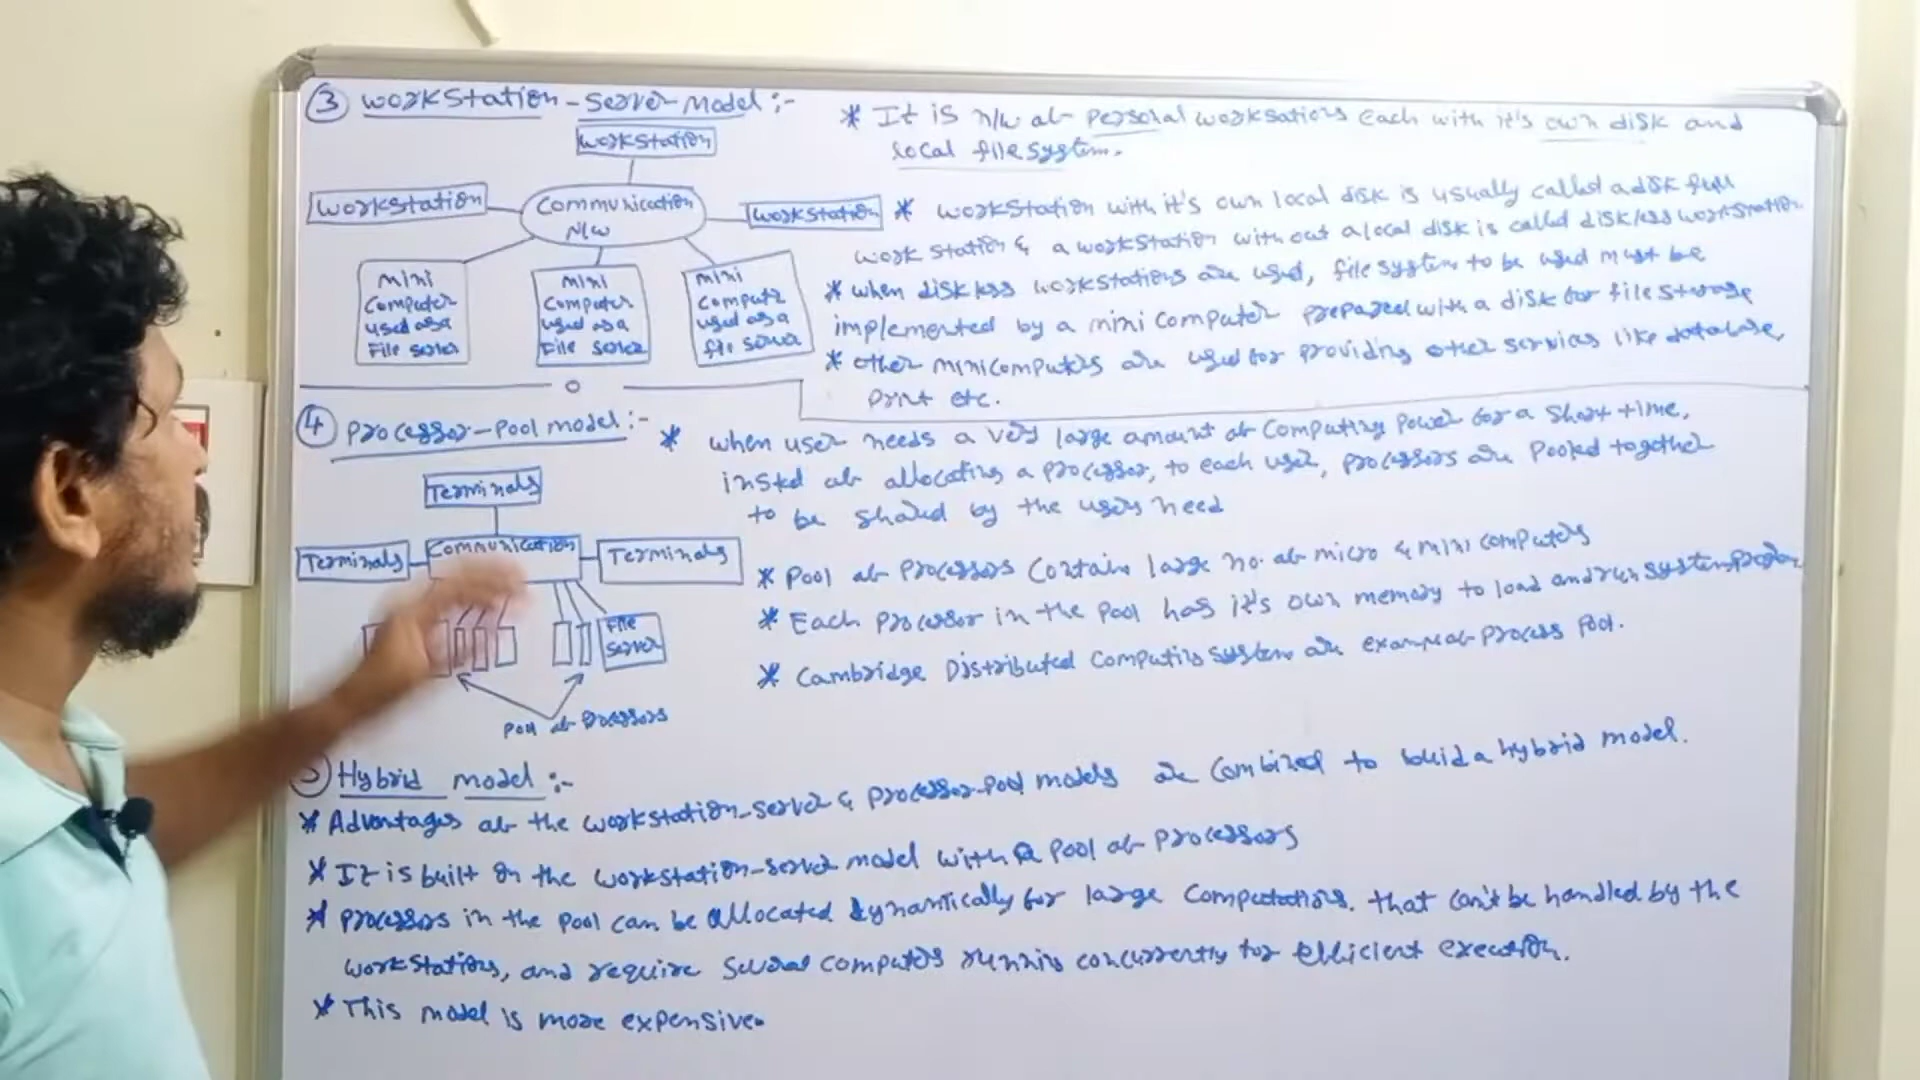 ③ Workstation-Server Model:-
Workstation
Workstation
Communication
N/W
Workstation
mini
Computer
used as a
File server
mini
Computer
used as a
File server
mini
Computer
used as a
file server
* It is n/w of personal worksations each with it's own disk and
local file system.
* Workstation with it's own local disk is usually called a disk full
work station & a workstation without a local disk is called diskless workstation
* when diskless workstations are used, file system to be used must be
implemented by a mini computer prepared with a disk for file storage
* other minicomputers are used for providing other services like database,
print etc.
④ Processor-Pool model:-
Terminals
Terminals
Communication
Terminals
File
server
Pool of Processors
* when user needs a very large amount of Computing Power for a short time,
insted of allocating a processor, to each user, processors are Pooled together
to be shared by the users need
* Pool of Processors Contains large no. of micro & mini computers
* Each Processor in the Pool has it's own memory to load and run system program
* Cambridge Distributed Computing system are example of Process Pool.
Hybrid model:-
* Advantages of the workstation-server & processor-pool models are Combined to build a hybrid model.
* It is built on the workstation-server model with a pool of processors
* Processors in the pool can be allocated dynamically for large computations. that can't be handled by the
workstations, and require several computers running concurrently for efficient execution.
* This model is more expensive.